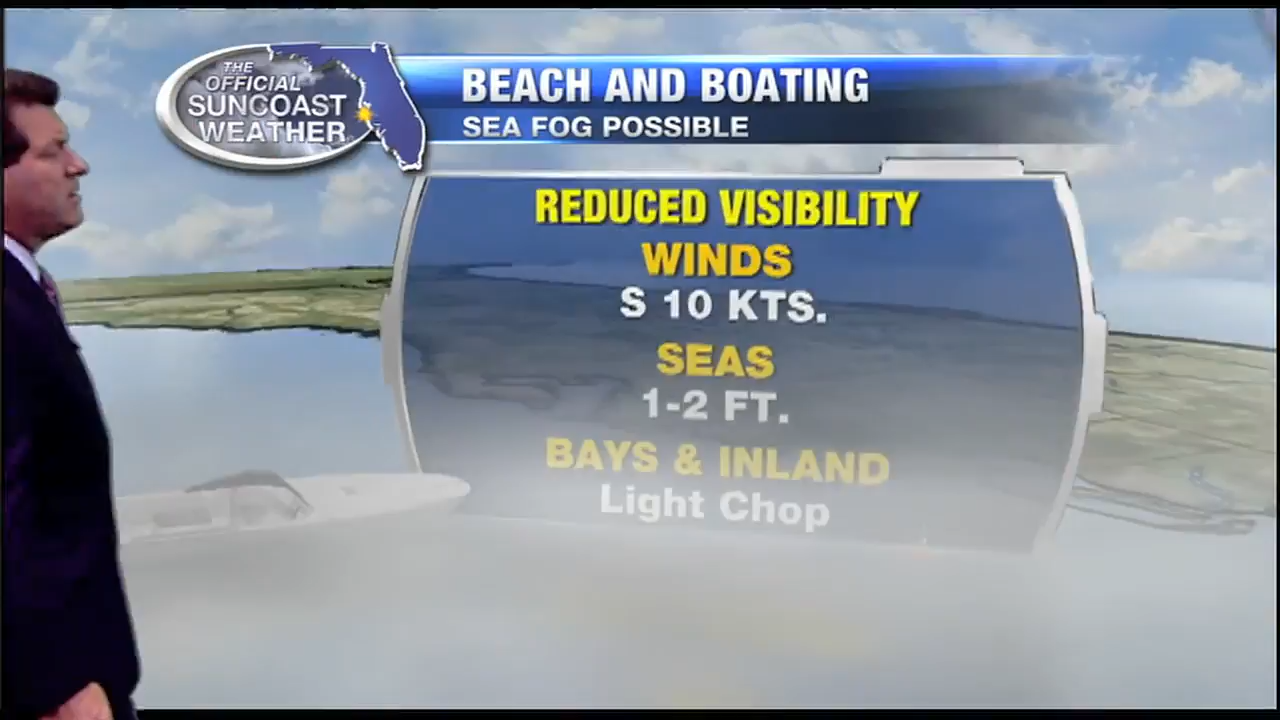 THE
OFFICIAL
SUNCOAST
WEATHER
BEACH AND BOATING
SEA FOG POSSIBLE
REDUCED VISIBILITY
WINDS
S 10 KTS.
SEAS
1-2 FT.
BAYS & INLAND
Light Chop